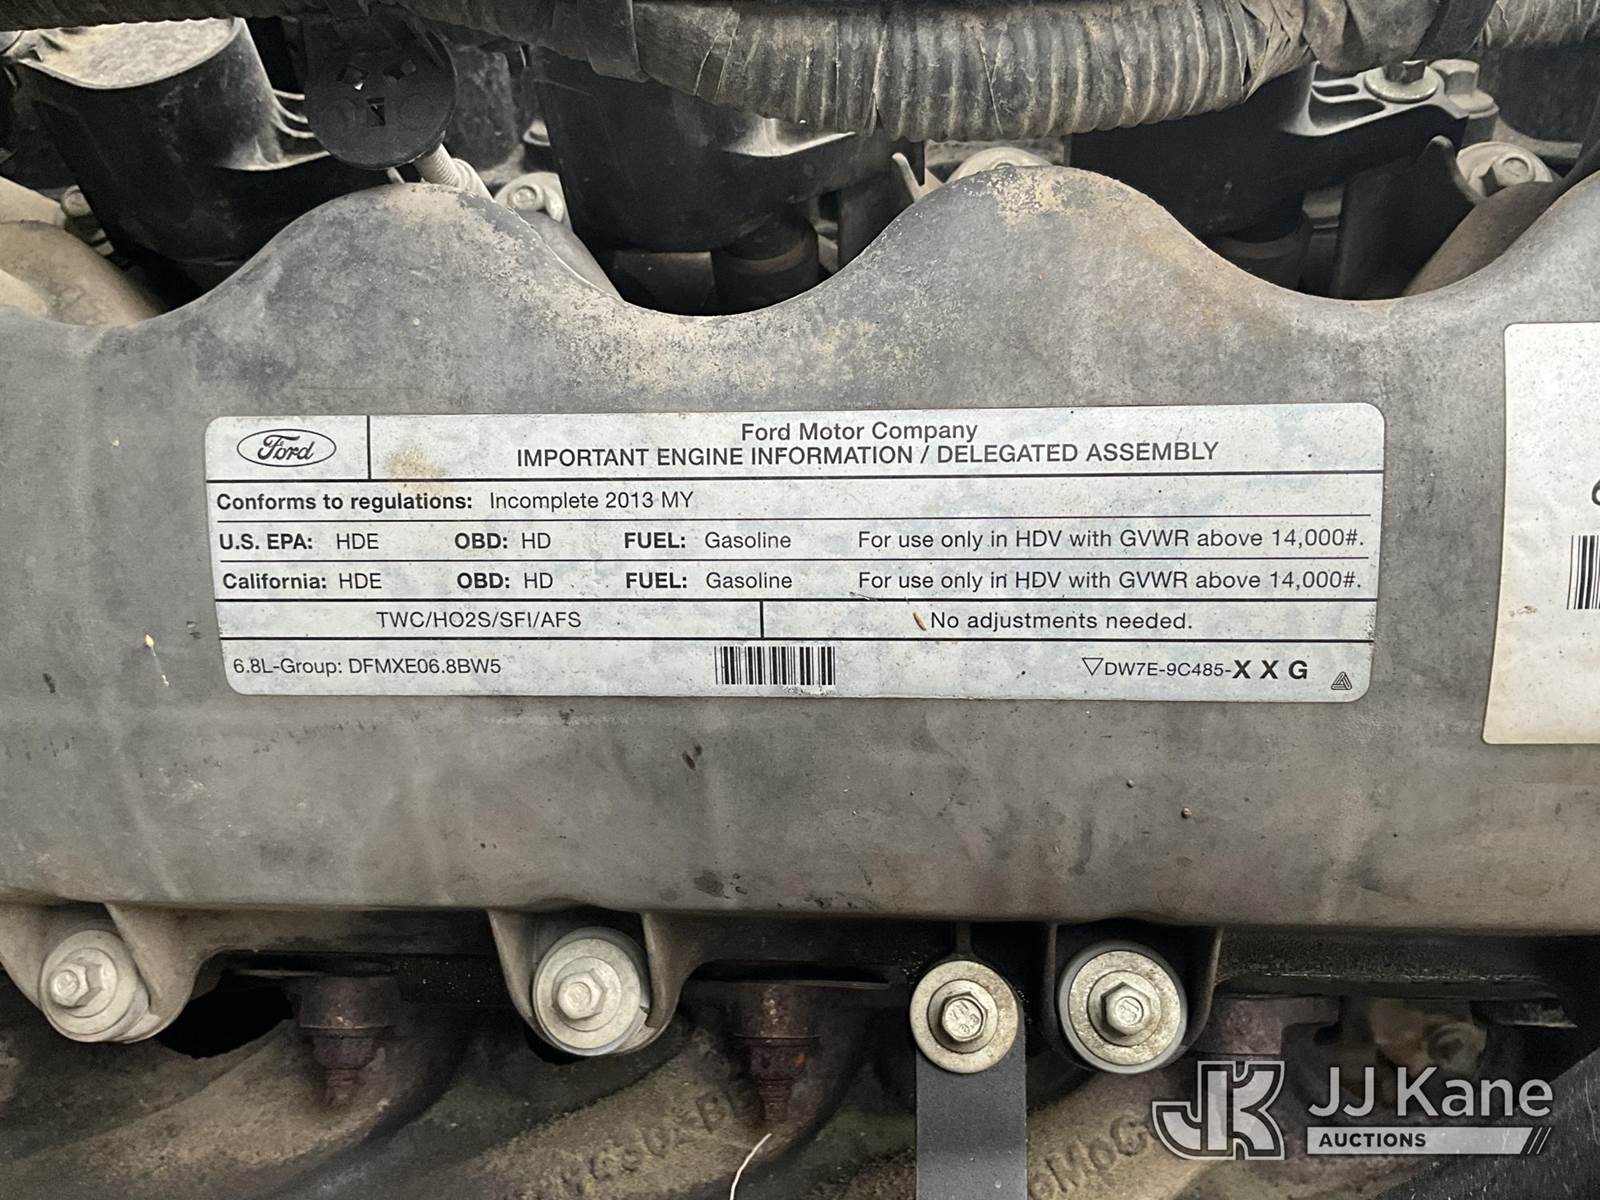 Ford
Ford Motor Company
IMPORTANT ENGINE INFORMATION / DELEGATED ASSEMBLY
Conforms to regulations: Incomplete 2013 MY
U.S. EPA: HDE OBD: HD FUEL: Gasoline For use only in HDV with GVWR above 14,000#.
California: HDE OBD: HD FUEL: Gasoline For use only in HDV with GVWR above 14,000#.
TWC/HO2S/SFI/AFS No adjustments needed.
6.8L-Group: DFMXE06.8BW5 ▽DW7E-9C485-X X G
JK JJ Kane
AUCTIONS